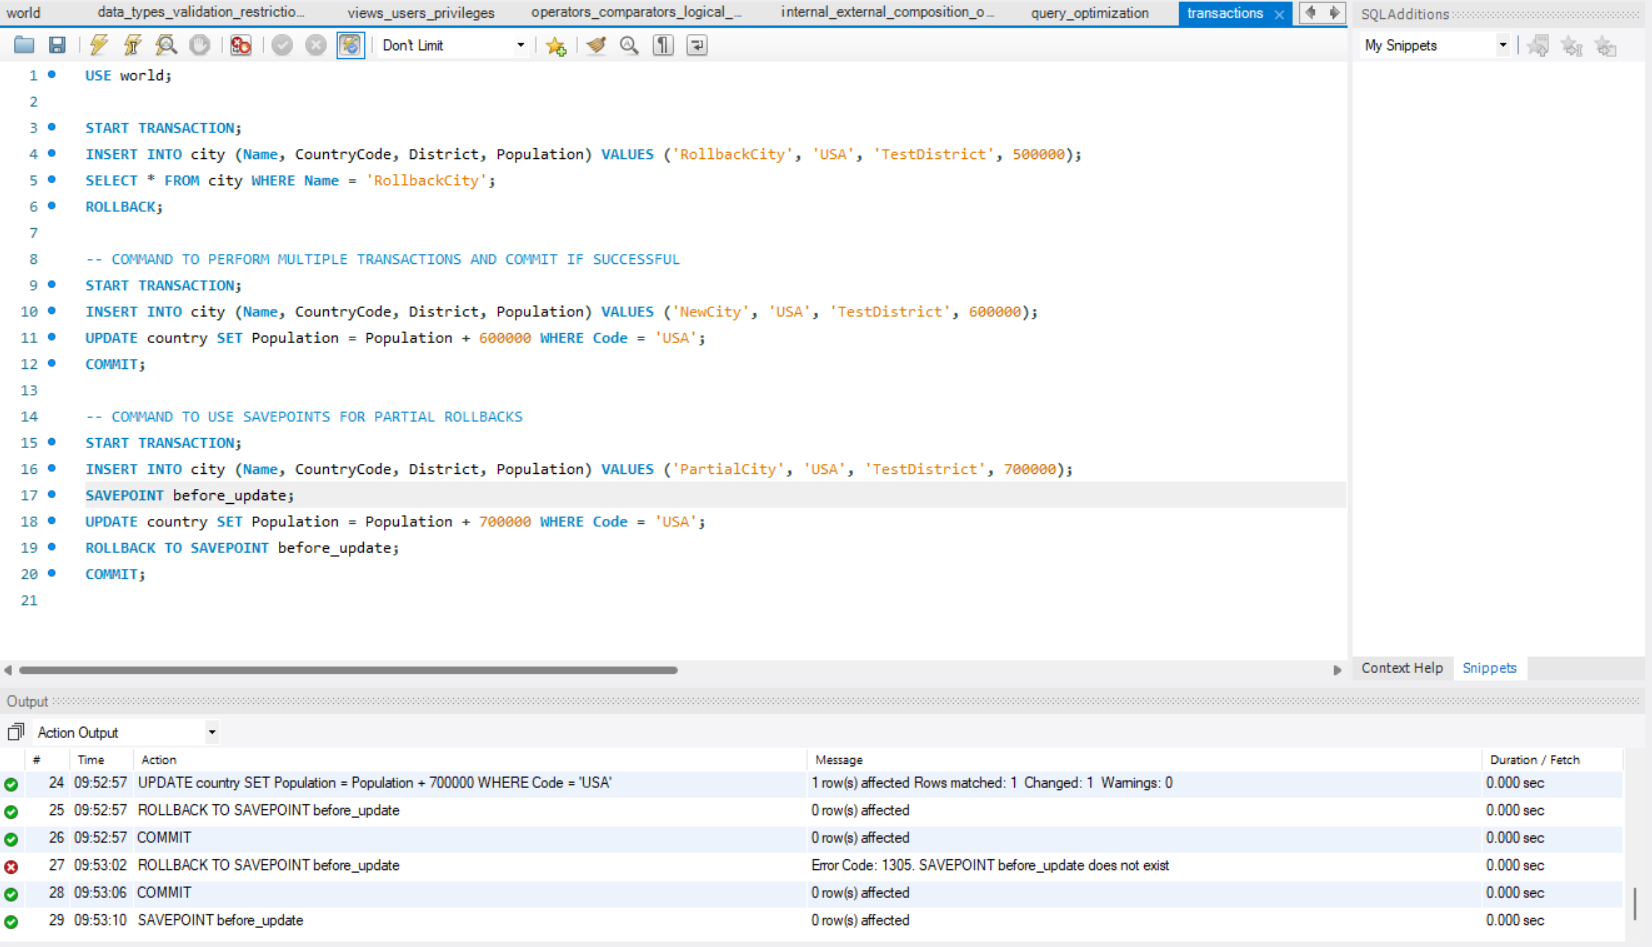 world data_types_validation_restrictio... views_users_privileges operators_comparators_logical_... internal_external_composition_o... query_optimization transactions SQLAdditions
Don't Limit My Snippets
1 USE world;
2
3 START TRANSACTION;
4 INSERT INTO city (Name, CountryCode, District, Population) VALUES ('RollbackCity', 'USA', 'TestDistrict', 500000);
5 SELECT * FROM city WHERE Name = 'RollbackCity';
6 ROLLBACK;
7
8 -- COMMAND TO PERFORM MULTIPLE TRANSACTIONS AND COMMIT IF SUCCESSFUL
9 START TRANSACTION;
10 INSERT INTO city (Name, CountryCode, District, Population) VALUES ('NewCity', 'USA', 'TestDistrict', 600000);
11 UPDATE country SET Population = Population + 600000 WHERE Code = 'USA';
12 COMMIT;
13
14 -- COMMAND TO USE SAVEPOINTS FOR PARTIAL ROLLBACKS
15 START TRANSACTION;
16 INSERT INTO city (Name, CountryCode, District, Population) VALUES ('PartialCity', 'USA', 'TestDistrict', 700000);
17 SAVEPOINT before_update;
18 UPDATE country SET Population = Population + 700000 WHERE Code = 'USA';
19 ROLLBACK TO SAVEPOINT before_update;
20 COMMIT;
21
Context Help Snippets
Output
Action Output
# Time Action Message Duration / Fetch
24 09:52:57 UPDATE country SET Population = Population + 700000 WHERE Code = 'USA' 1 row(s) affected Rows matched: 1 Changed: 1 Warnings: 0 0.000 sec
25 09:52:57 ROLLBACK TO SAVEPOINT before_update 0 row(s) affected 0.000 sec
26 09:52:57 COMMIT 0 row(s) affected 0.000 sec
27 09:53:02 ROLLBACK TO SAVEPOINT before_update Error Code: 1305. SAVEPOINT before_update does not exist 0.000 sec
28 09:53:06 COMMIT 0 row(s) affected 0.000 sec
29 09:53:10 SAVEPOINT before_update 0 row(s) affected 0.000 sec